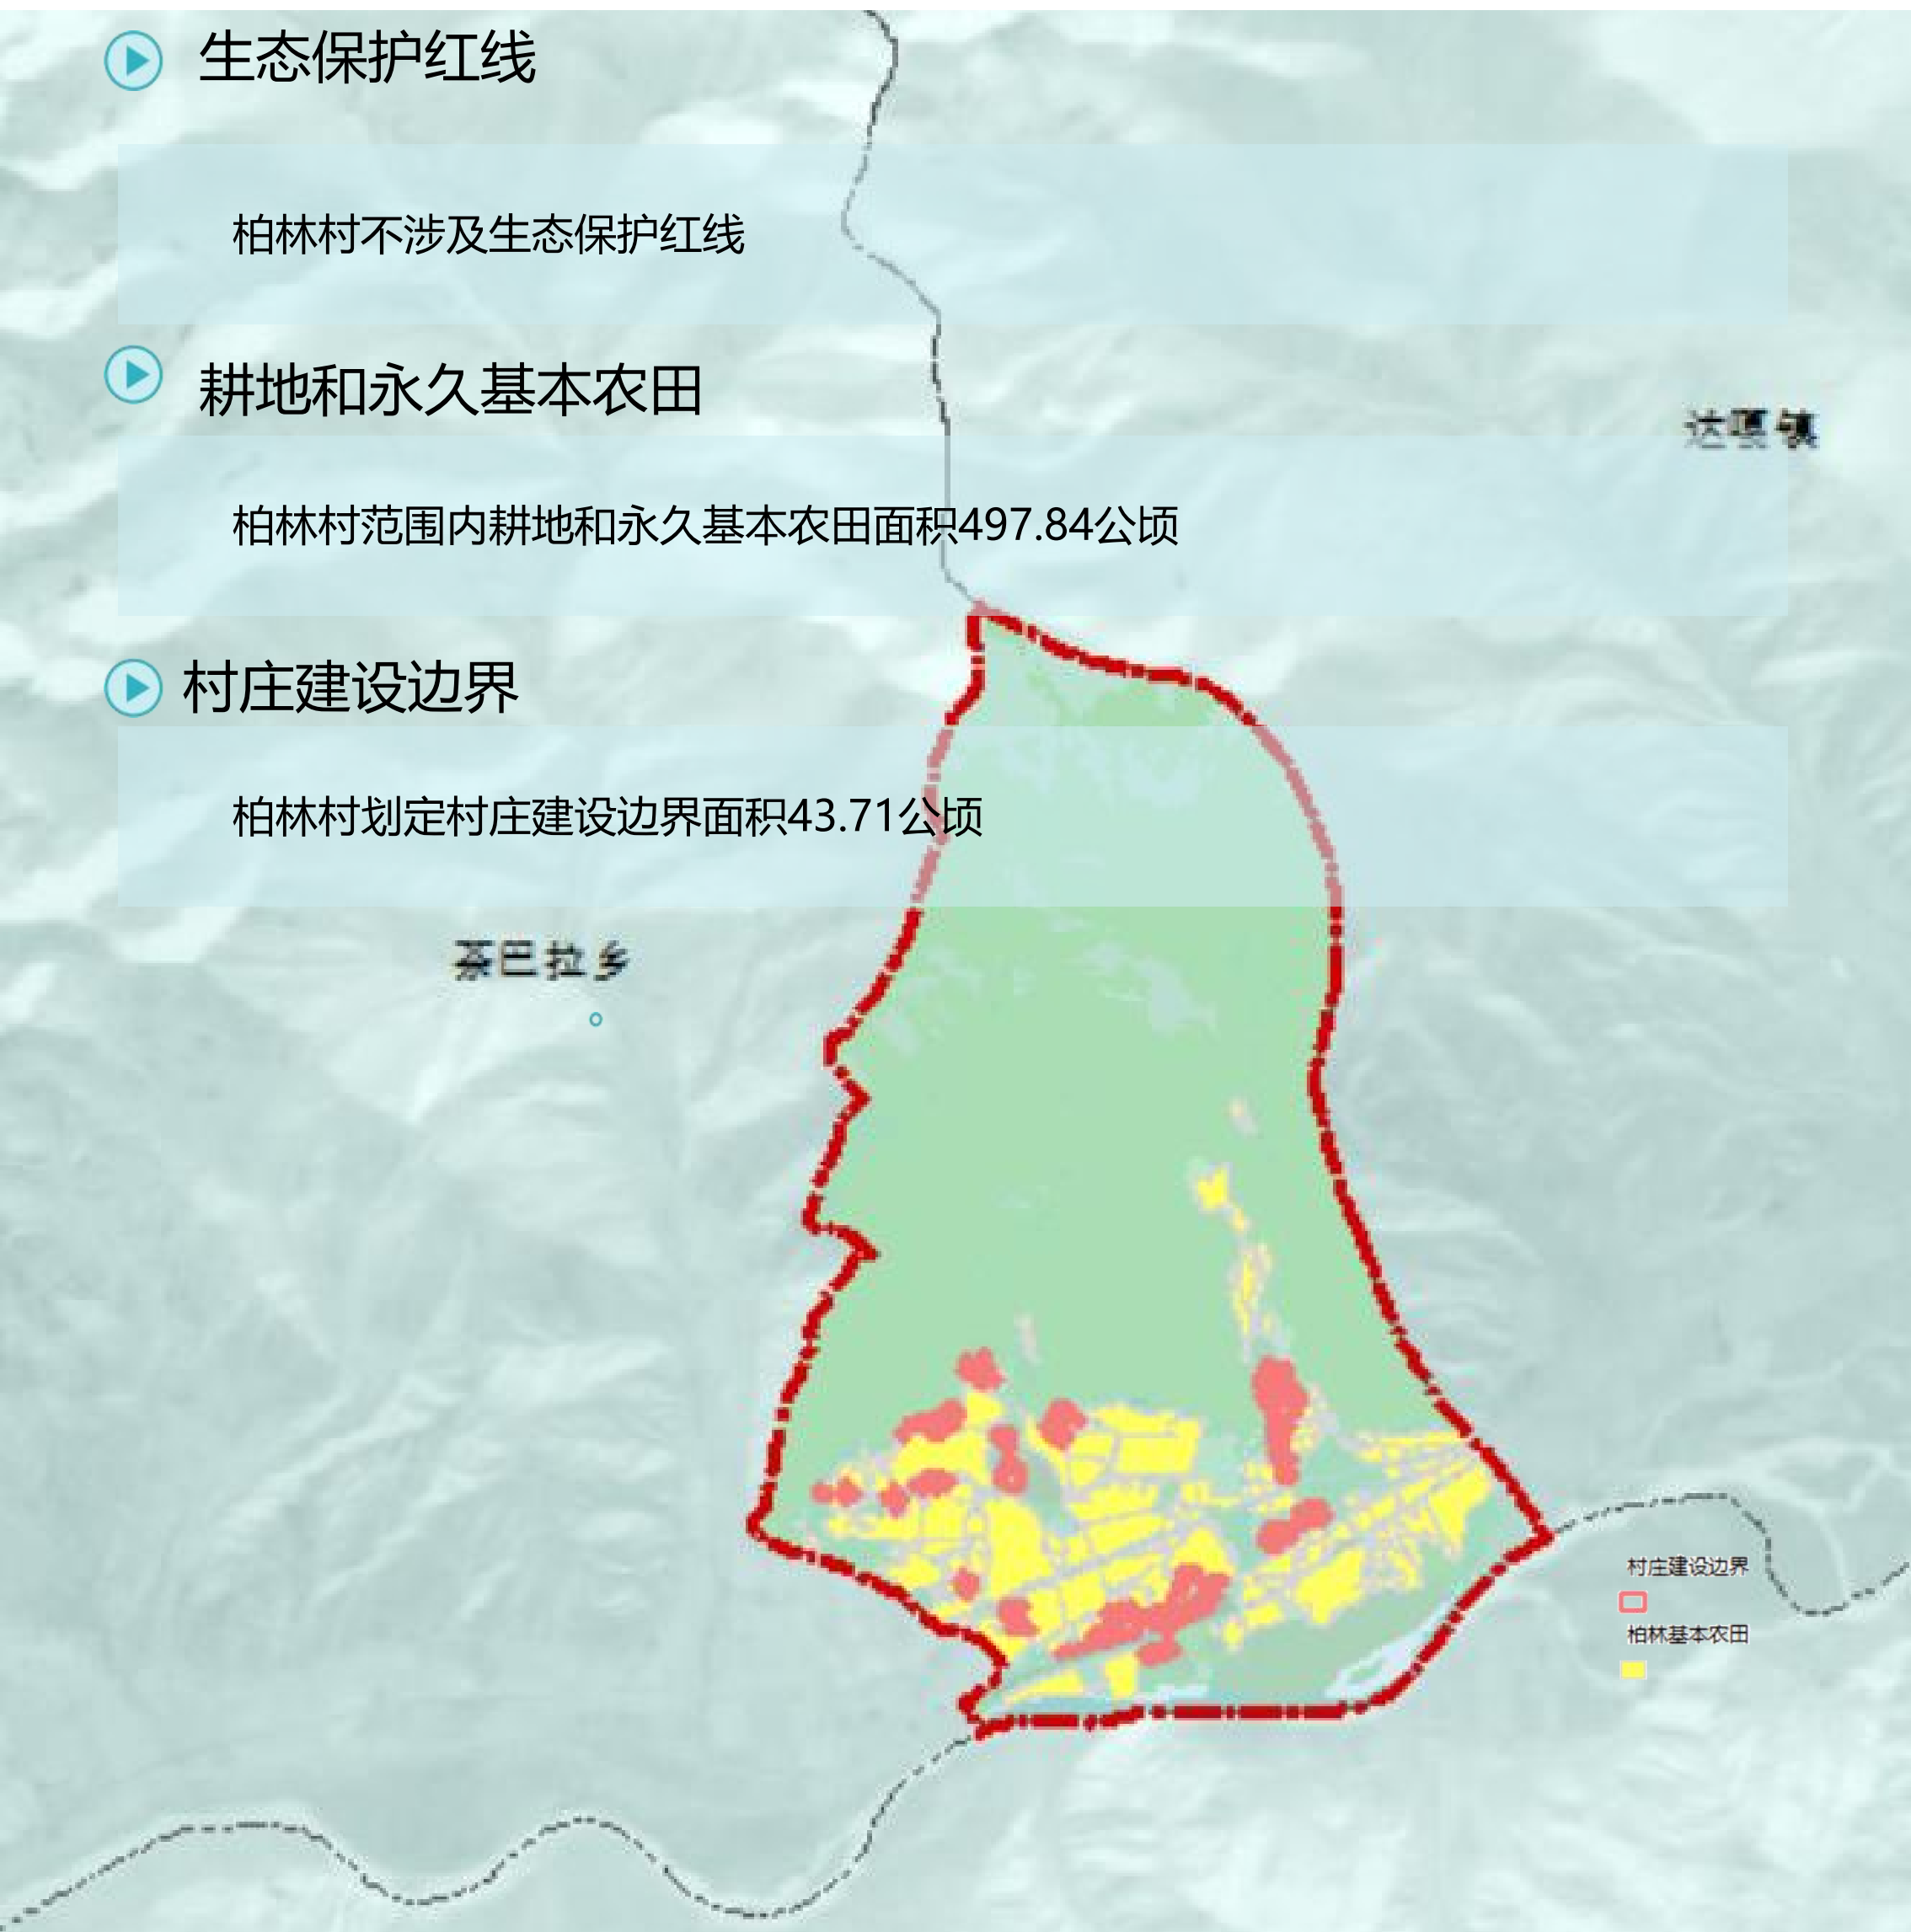 生态保护红线
柏林村不涉及生态保护红线
耕地和永久基本农田
达嘎镇
柏林村范围内耕地和永久基本农田面积497.84公顷
村庄建设边界
柏林村划定村庄建设边界面积43.71公顷
茶巴拉乡
村庄建设边界
柏林基本农田